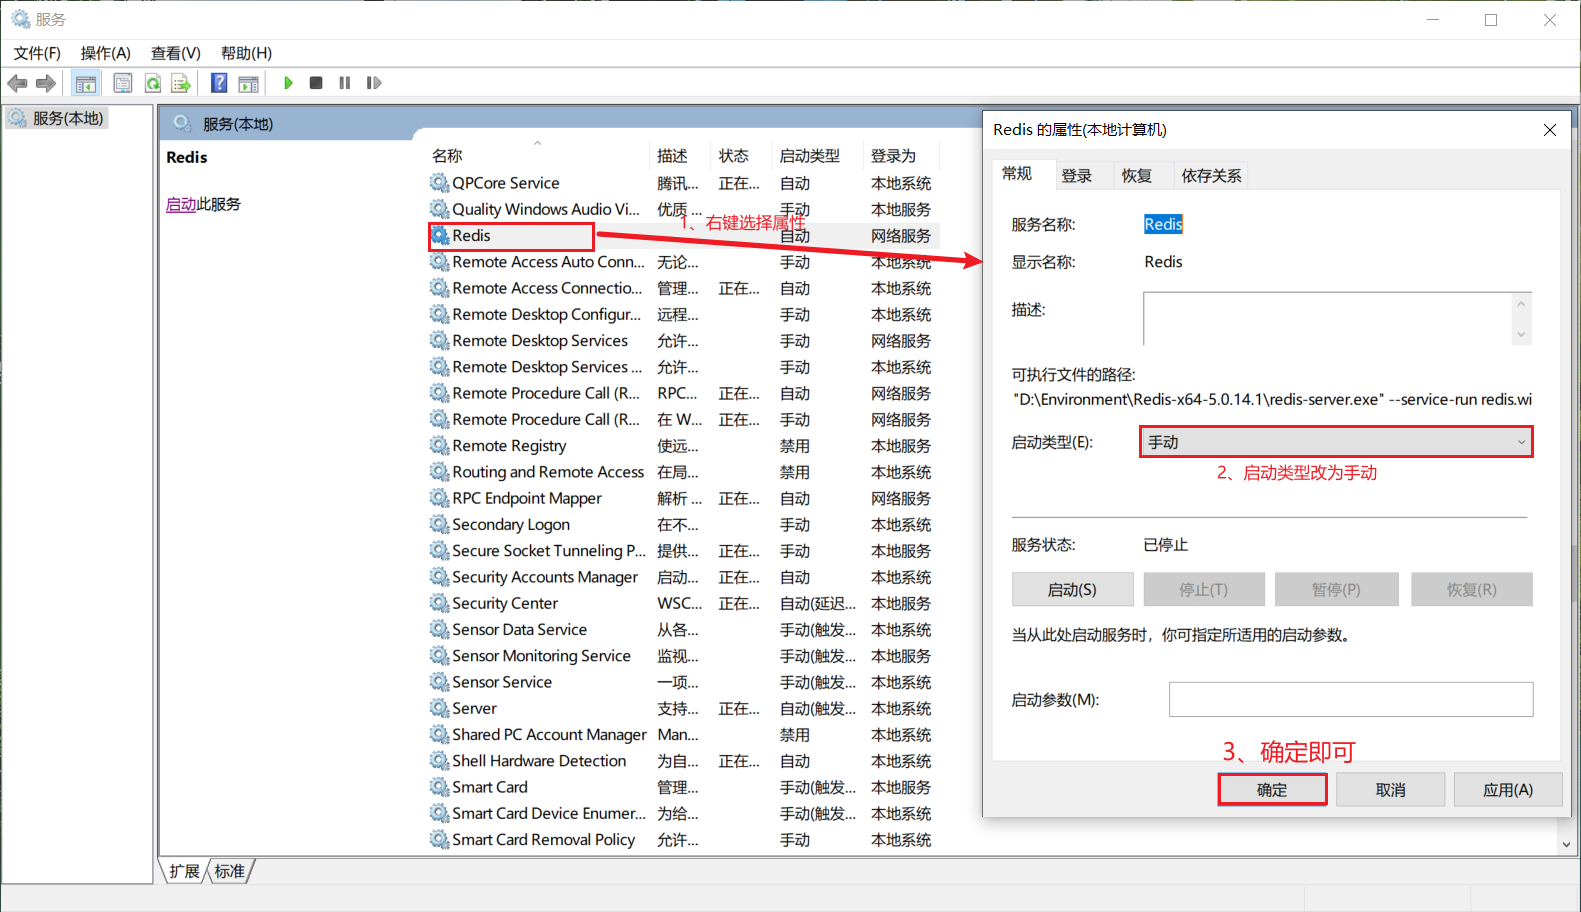 服务
文件(F) 操作(A) 查看(V) 帮助(H)
服务(本地)
服务(本地)
Redis
启动此服务
名称 描述 状态 启动类型 登录为
QPCore Service 腾讯... 正在... 自动 本地系统
Quality Windows Audio Vi... 优质 ... 手动 本地服务
Redis 自动 网络服务
Remote Access Auto Conn... 无论... 手动 本地系统
Remote Access Connectio... 管理... 正在... 自动 本地系统
Remote Desktop Configur... 远程... 手动 本地系统
Remote Desktop Services 允许... 手动 网络服务
Remote Desktop Services ... 允许... 手动 本地系统
Remote Procedure Call (R... RPC... 正在... 自动 网络服务
Remote Procedure Call (R... 在 W... 正在... 手动 网络服务
Remote Registry 使远... 禁用 本地服务
Routing and Remote Access 在局... 禁用 本地系统
RPC Endpoint Mapper 解析 ... 正在... 自动 网络服务
Secondary Logon 在不... 手动 本地系统
Secure Socket Tunneling P... 提供... 正在... 手动 本地服务
Security Accounts Manager 启动... 正在... 自动 本地系统
Security Center WSC... 正在... 自动(延迟... 本地服务
Sensor Data Service 从各... 手动(触发... 本地系统
Sensor Monitoring Service 监视... 手动(触发... 本地服务
Sensor Service 一项... 手动(触发... 本地系统
Server 支持... 正在... 自动(触发... 本地系统
Shared PC Account Manager Man... 禁用 本地系统
Shell Hardware Detection 为自... 正在... 自动 本地系统
Smart Card 管理... 手动(触发... 本地服务
Smart Card Device Enumer... 为给... 手动(触发... 本地系统
Smart Card Removal Policy 允许... 手动 本地系统
扩展 标准
1、右键选择属性
Redis 的属性(本地计算机)
常规 登录 恢复 依存关系
服务名称: Redis
显示名称: Redis
描述:
可执行文件的路径:
"D:\Environment\Redis-x64-5.0.14.1\redis-server.exe" --service-run redis.wi
启动类型(E): 手动
2、启动类型改为手动
服务状态: 已停止
启动(S) 停止(T) 暂停(P) 恢复(R)
当从此处启动服务时，你可指定所适用的启动参数。
启动参数(M):
3、确定即可
确定 取消 应用(A)